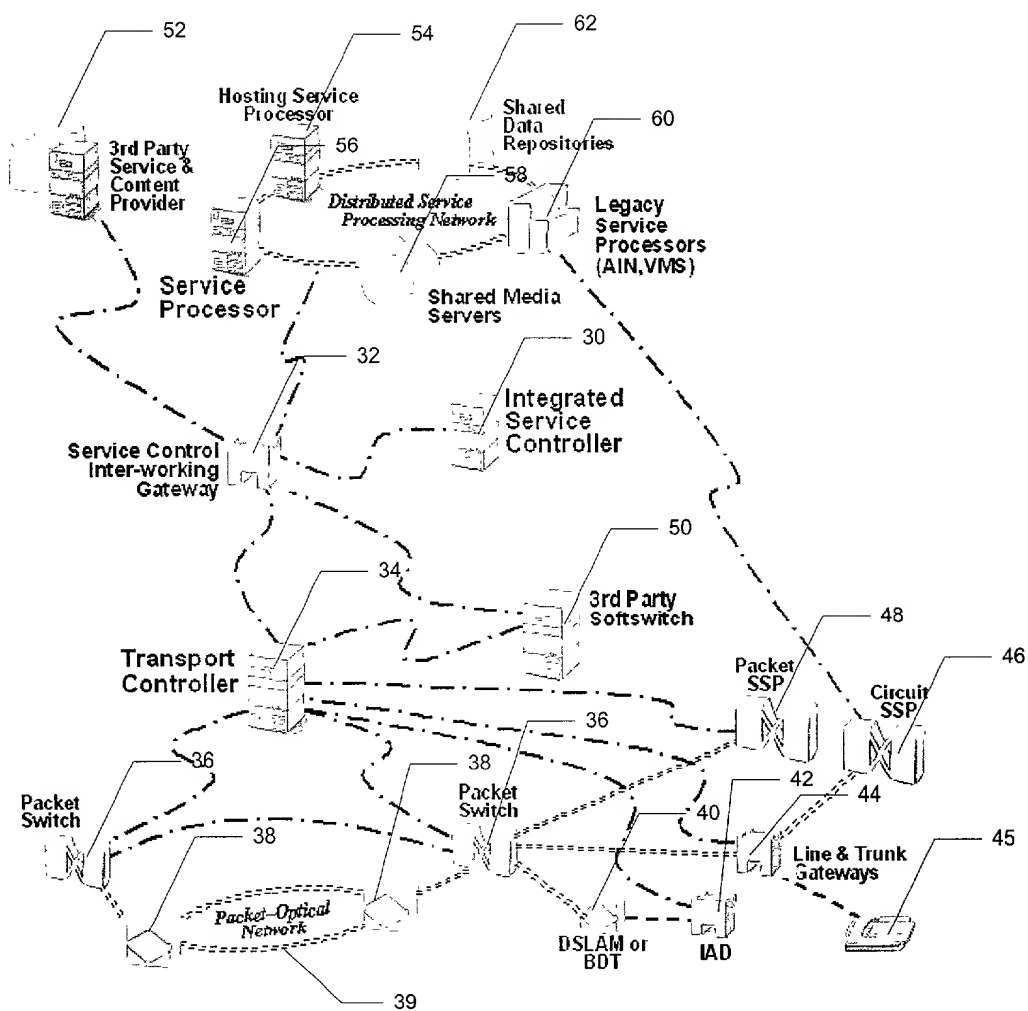 52
54
62
Hosting Service
Processor
Shared
Data
Repositories
60
3rd Party
Service &
Content
Provider
56
58
Distributed Service
Processing Network
Legacy
Service
Processors
(AIN,VMS)
Service
Processor
Shared Media
Servers
32
30
Integrated
Service
Controller
Service Control
Inter-working
Gateway
50
34
3rd Party
Softswitch
48
46
Transport
Controller
Packet
SSP
Circuit
SSP
36
36
38
42
44
Packet
Switch
Packet
Switch
40
45
38
Line & Trunk
Gateways
Packet-Optical
Network
DSLAM or
BDT
IAD
39